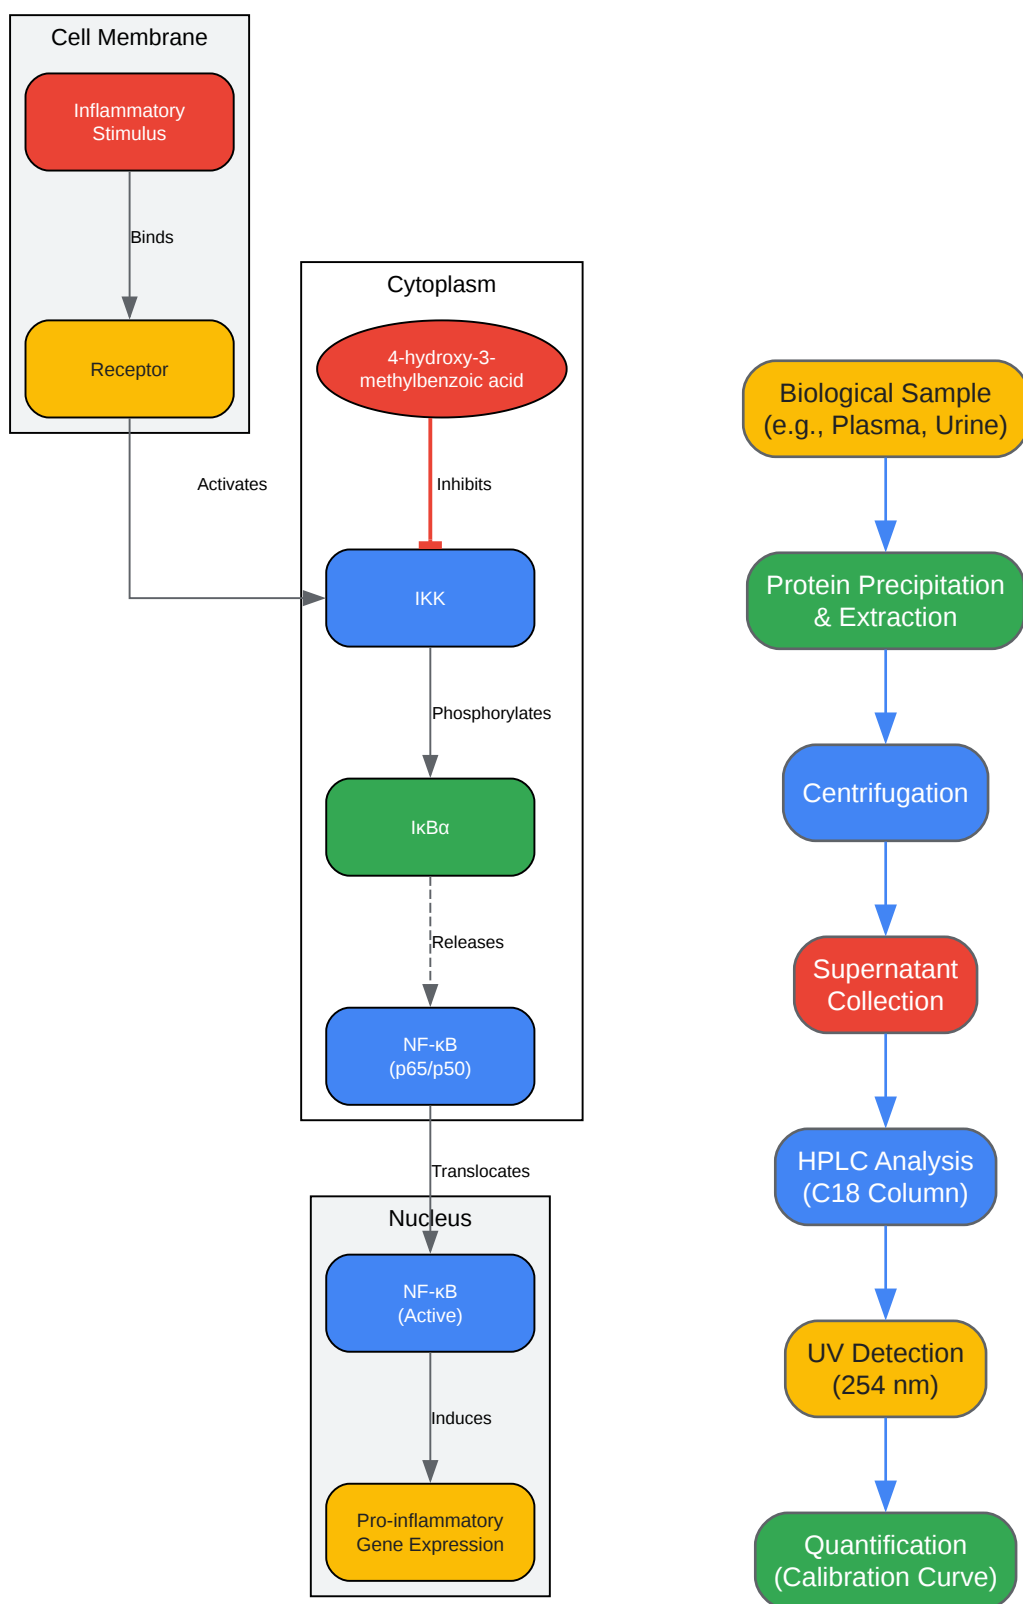 Cell Membrane
Inflammatory
Stimulus
Binds
Receptor
Activates
Cytoplasm
4-hydroxy-3-
methylbenzoic acid
Inhibits
IKK
Phosphorylates
IκBα
Releases
NF-κB
(p65/p50)
Translocates
Nucleus
NF-κB
(Active)
Induces
Pro-inflammatory
Gene Expression
Biological Sample
(e.g., Plasma, Urine)
Protein Precipitation
& Extraction
Centrifugation
Supernatant
Collection
HPLC Analysis
(C18 Column)
UV Detection
(254 nm)
Quantification
(Calibration Curve)